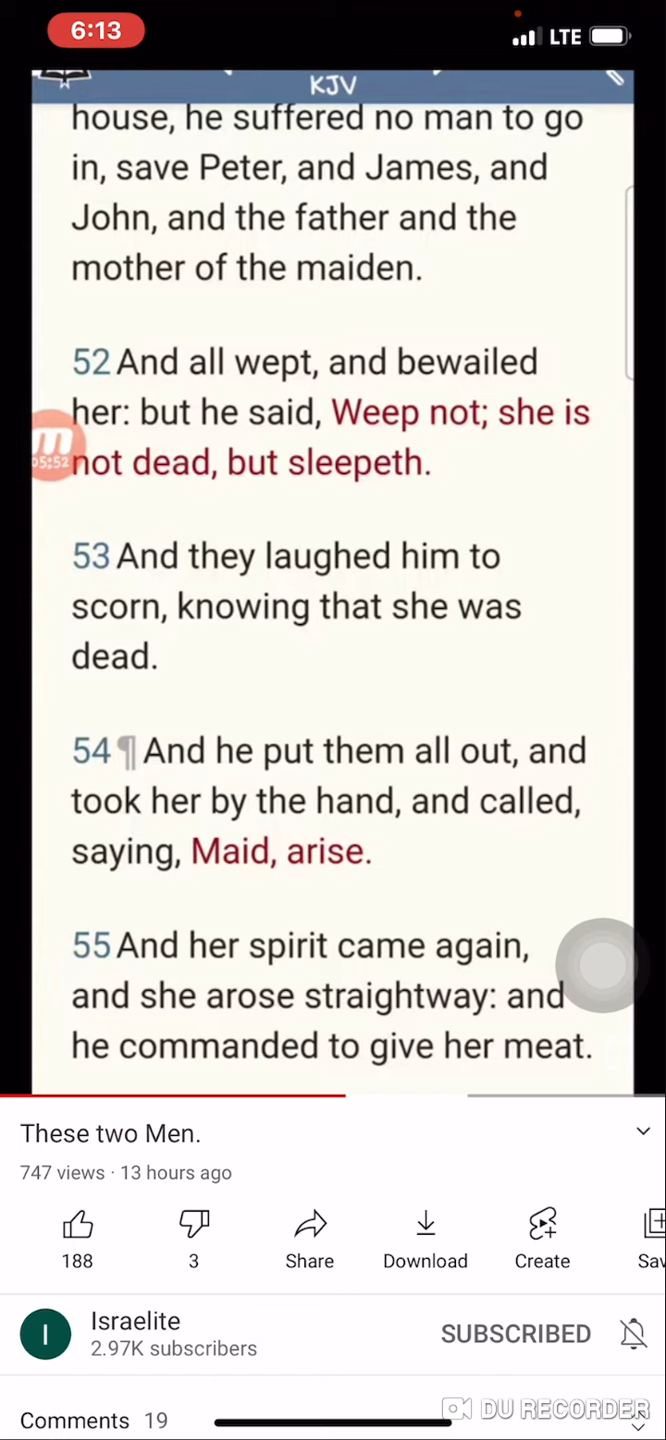 6:13
LTE
KJV
house, he suffered no man to go
in, save Peter, and James, and
John, and the father and the
mother of the maiden.
52 And all wept, and bewailed
her: but he said, Weep not; she is
not dead, but sleepeth.
05:52
53 And they laughed him to
scorn, knowing that she was
dead.
54 ¶ And he put them all out, and
took her by the hand, and called,
saying, Maid, arise.
55 And her spirit came again,
and she arose straightway: and
he commanded to give her meat.
These two Men.
747 views · 13 hours ago
188 3 Share Download Create Sav
I
Israelite
2.97K subscribers
SUBSCRIBED
Comments 19
DU RECORDER